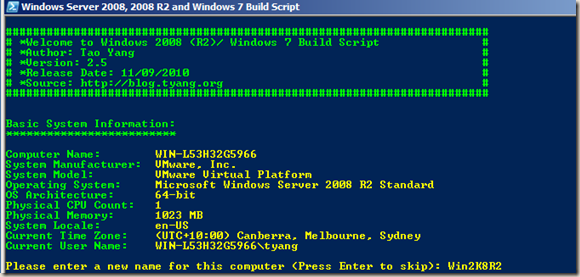 Windows Server 2008, 2008 R2 and Windows 7 Build Script
################################################################
# *Welcome to Windows 2008 (R2)/ Windows 7 Build Script #
# *Author: Tao Yang #
# *Version: 2.5 #
# *Release Date: 11/09/2010 #
# *Source: http://blog.tyang.org #
################################################################
Basic System Information:
*************************
Computer Name: WIN-L53H32G5966
System Manufacturer: VMware, Inc.
System Model: VMware Virtual Platform
Operating System: Microsoft Windows Server 2008 R2 Standard
OS Architecture: 64-bit
Physical CPU Count: 1
Physical Memory: 1023 MB
System Locale: en-US
Current Time Zone: (UTC+10:00) Canberra, Melbourne, Sydney
Current User Name: WIN-L53H32G5966\tyang
Please enter a new name for this computer (Press Enter to skip): Win2K8R2